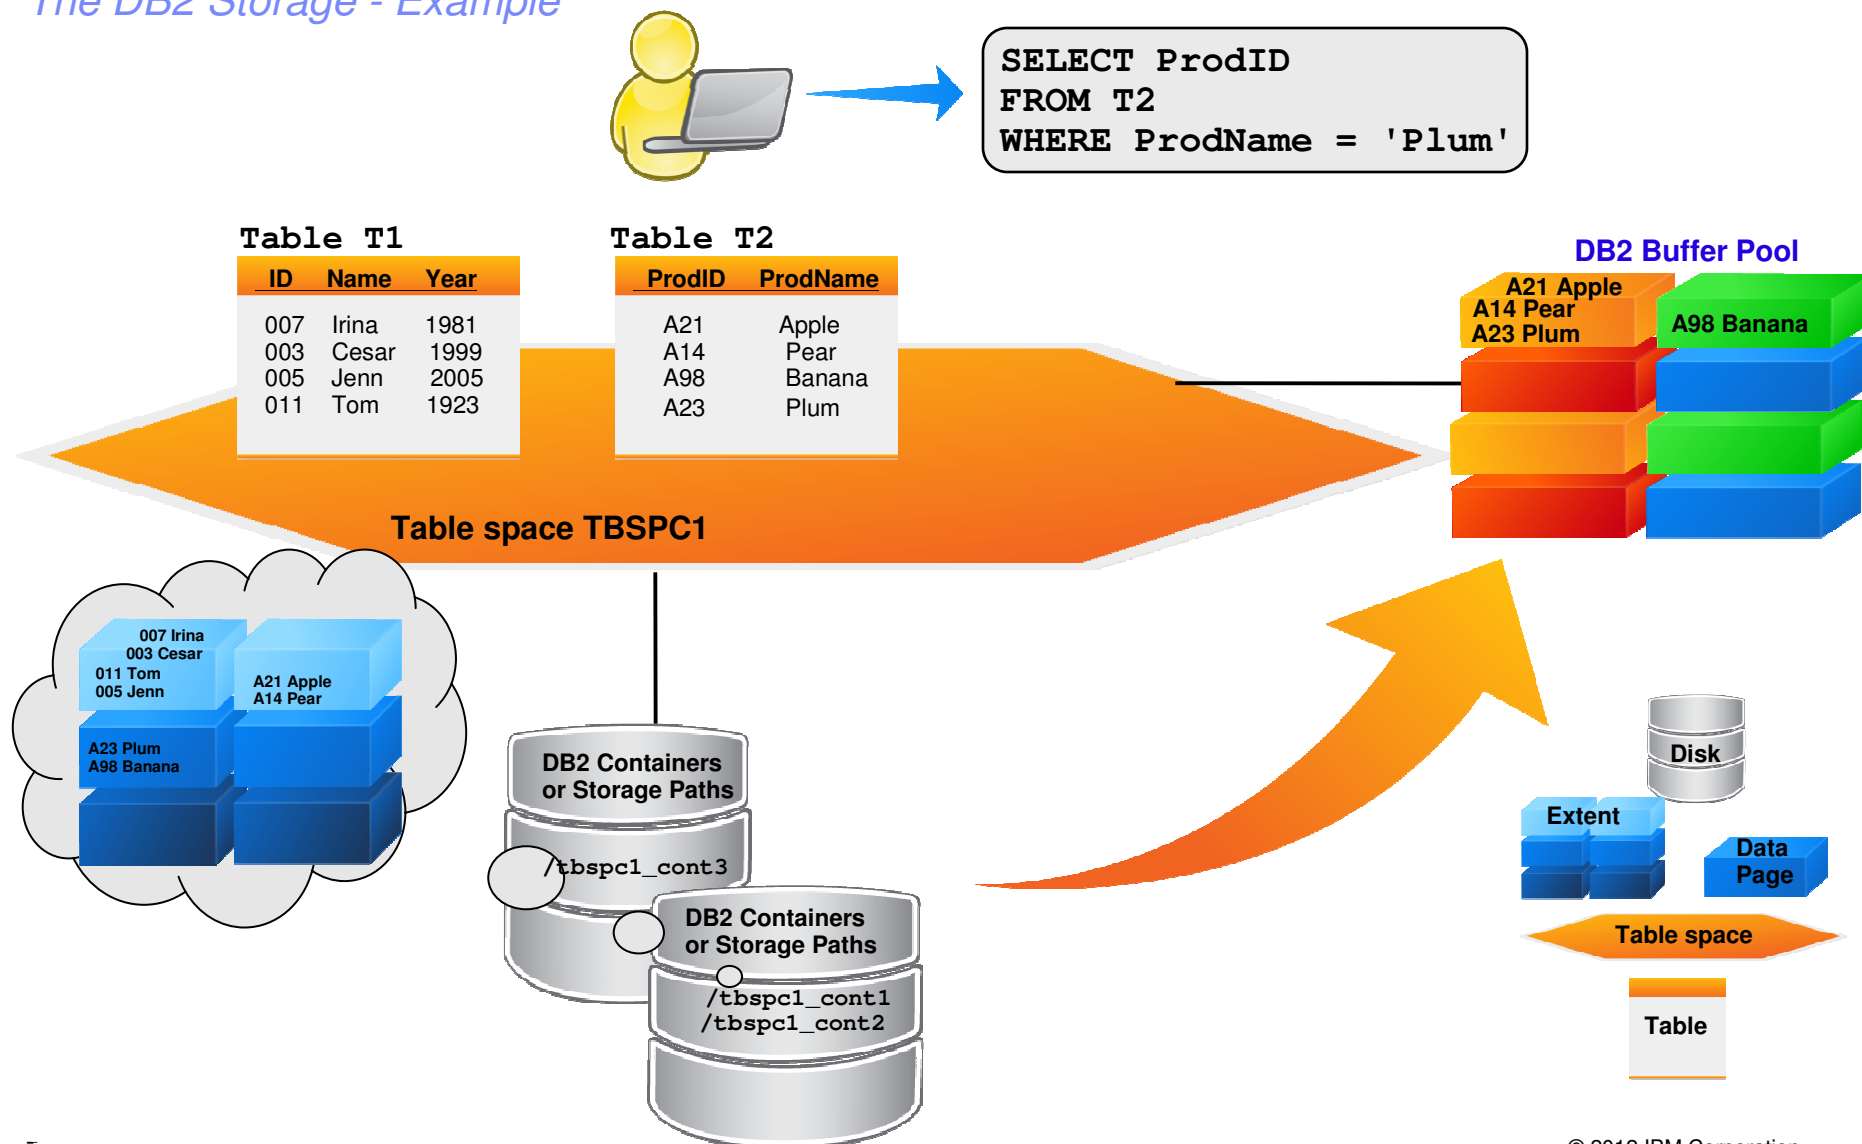 The DB2 Storage - Example
SELECT ProdID
FROM T2
WHERE ProdName = 'Plum'
Table T1
ID Name Year
007 Irina 1981
003 Cesar 1999
005 Jenn 2005
011 Tom 1923
Table T2
ProdID ProdName
A21 Apple
A14 Pear
A98 Banana
A23 Plum
DB2 Buffer Pool
A21 Apple
A14 Pear
A23 Plum
A98 Banana
Table space TBSPC1
007 Irina
003 Cesar
011 Tom
005 Jenn
A21 Apple
A14 Pear
A23 Plum
A98 Banana
DB2 Containers
or Storage Paths
/tbspc1_cont3
DB2 Containers
or Storage Paths
/tbspc1_cont1
/tbspc1_cont2
Disk
Extent
Data
Page
Table space
Table
© 2012 IBM Corporation